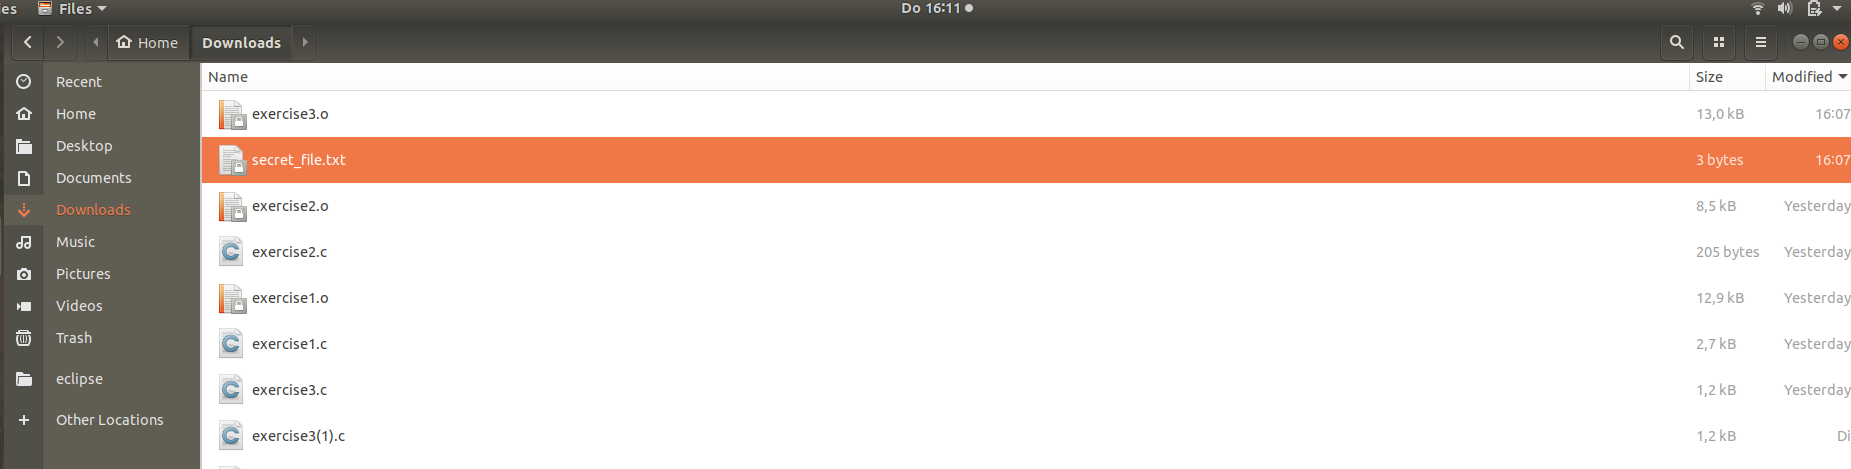 es Files Do 16:11
Home Downloads
Name Size Modified
Recent
Home
Desktop
Documents
Downloads
Music
Pictures
Videos
Trash
eclipse
Other Locations
exercise3.o 13,0 kB 16:07
secret_file.txt 3 bytes 16:07
exercise2.o 8,5 kB Yesterday
exercise2.c 205 bytes Yesterday
exercise1.o 12,9 kB Yesterday
exercise1.c 2,7 kB Yesterday
exercise3.c 1,2 kB Yesterday
exercise3(1).c 1,2 kB Di